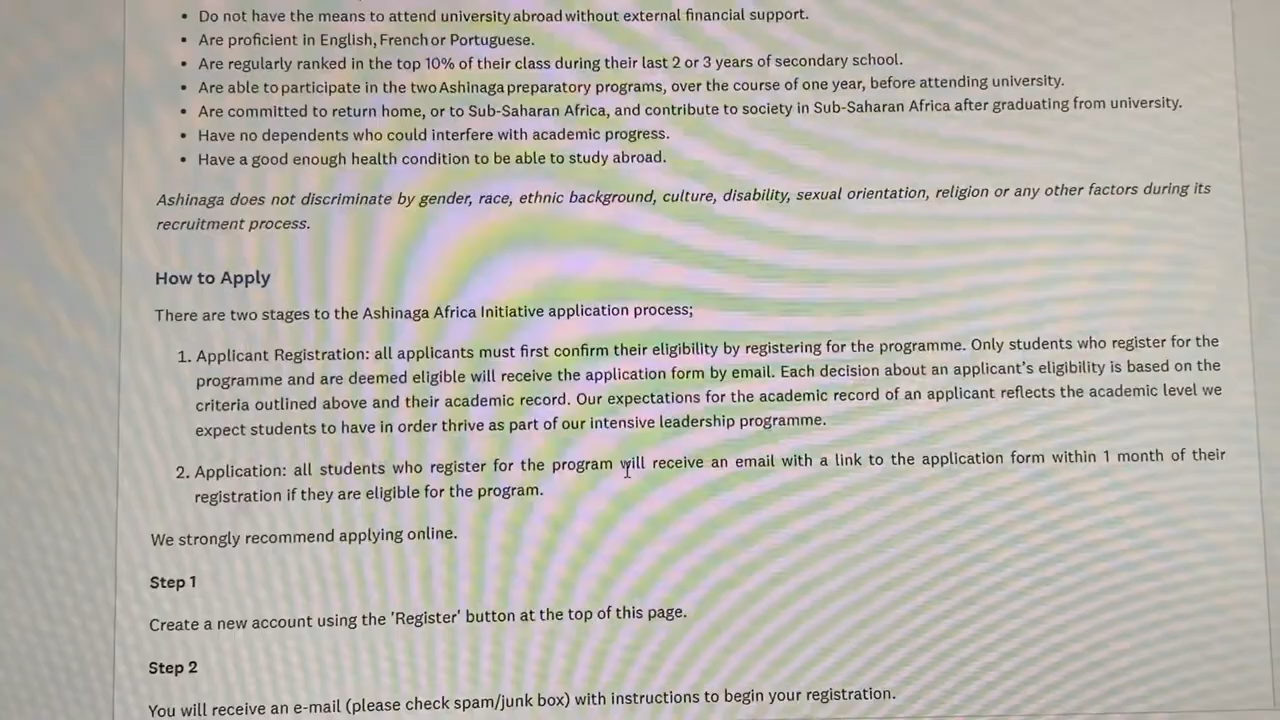 • Do not have the means to attend university abroad without external financial support.
• Are proficient in English, French or Portuguese.
• Are regularly ranked in the top 10% of their class during their last 2 or 3 years of secondary school.
• Are able to participate in the two Ashinaga preparatory programs, over the course of one year, before attending university.
• Are committed to return home, or to Sub-Saharan Africa, and contribute to society in Sub-Saharan Africa after graduating from university.
• Have no dependents who could interfere with academic progress.
• Have a good enough health condition to be able to study abroad.
Ashinaga does not discriminate by gender, race, ethnic background, culture, disability, sexual orientation, religion or any other factors during its
recruitment process.
How to Apply
There are two stages to the Ashinaga Africa Initiative application process;
1. Applicant Registration: all applicants must first confirm their eligibility by registering for the programme. Only students who register for the
programme and are deemed eligible will receive the application form by email. Each decision about an applicant's eligibility is based on the
criteria outlined above and their academic record. Our expectations for the academic record of an applicant reflects the academic level we
expect students to have in order thrive as part of our intensive leadership programme.
2. Application: all students who register for the program will receive an email with a link to the application form within 1 month of their
registration if they are eligible for the program.
We strongly recommend applying online.
Step 1
Create a new account using the 'Register' button at the top of this page.
Step 2
You will receive an e-mail (please check spam/junk box) with instructions to begin your registration.